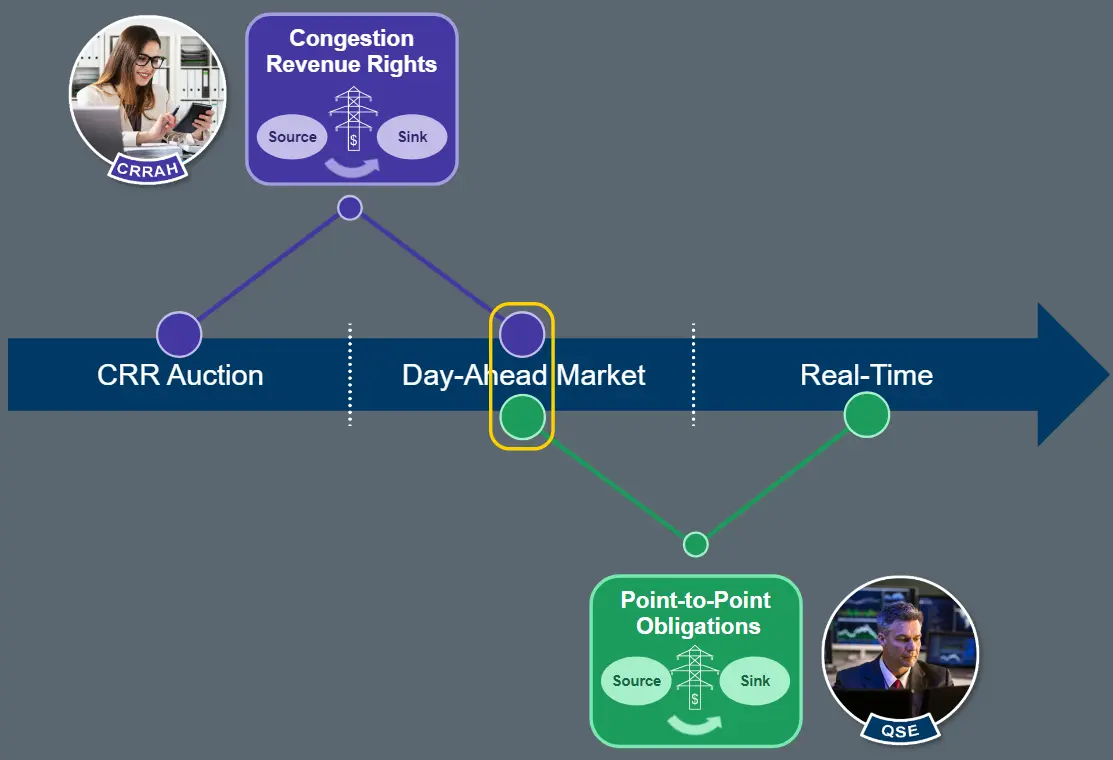 Congestion
Revenue Rights
Source
Sink
$
CRRAH
CRR Auction
Day-Ahead Market
Real-Time
Point-to-Point
Obligations
Source
Sink
$
QSE